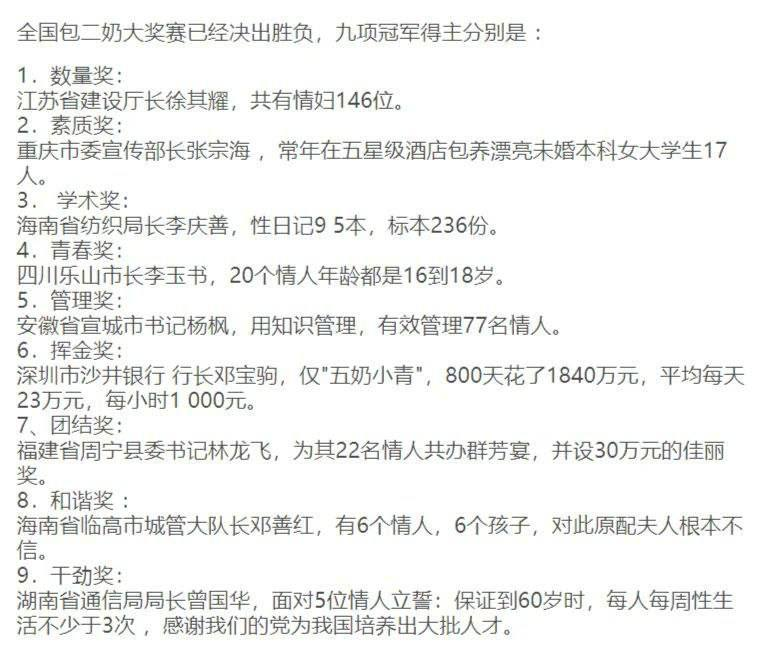 全国包二奶大奖赛已经决出胜负，九项冠军得主分别是 ：
1．数量奖：
江苏省建设厅长徐其耀，共有情妇146位。
2．素质奖：
重庆市委宣传部长张宗海 ，常年在五星级酒店包养漂亮未婚本科女大学生17
人。
3． 学术奖：
海南省纺织局长李庆善，性日记9 5本，标本236份。
4．青春奖：
四川乐山市长李玉书，20个情人年龄都是16到18岁。
5．管理奖：
安徽省宣城市书记杨枫，用知识管理，有效管理77名情人。
6．挥金奖：
深圳市沙井银行 行长邓宝驹，仅"五奶小青"，800天花了1840万元，平均每天
23万元，每小时1 000元。
7、团结奖：
福建省周宁县委书记林龙飞，为其22名情人共办群芳宴，并设30万元的佳丽
奖。
8．和谐奖 ：
海南省临高市城管大队长邓善红，有6个情人，6个孩子，对此原配夫人根本不
信。
9．干劲奖：
湖南省通信局局长曾国华，面对5位情人立誓：保证到60岁时，每人每周性生
活不少于3次 ，感谢我们的党为我国培养出大批人才。